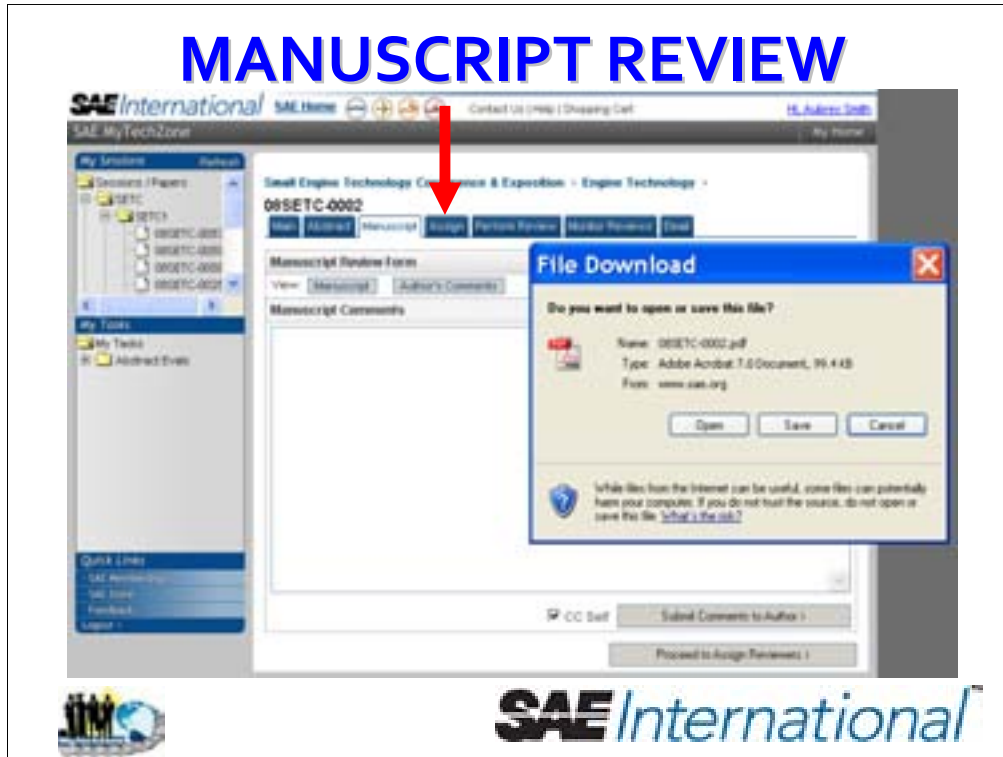 MANUSCRIPT REVIEW
SAE International SAE Home Contact Us | Help | Shopping Cart Hi, Aubrey Smith
SAE MyTechZone My Home
My Sessions Refresh
Sessions / Papers
SETC
SETC1
Small Engine Technology Conference & Exposition - Engine Technology -
08SETC-0002
Main Abstract Manuscript Assign Perform Review Monitor Reviews Email
Manuscript Review Form
View: Manuscript Author's Comments
Manuscript Comments
My Tasks
My Tasks
Abstract Evals
File Download
Do you want to open or save this file?
Name: 08SETC-0002.pdf
Type: Adobe Acrobat 7.0 Document, 99.4 KB
From: www.sae.org
Open Save Cancel
While files from the Internet can be useful, some files can potentially
harm your computer. If you do not trust the source, do not open or
save this file. What's the risk?
Quick Links
SAE Membership
SAE Store
Feedback
Logout
CC Self Submit Comments to Author
Proceed to Assign Reviewers
SAE International